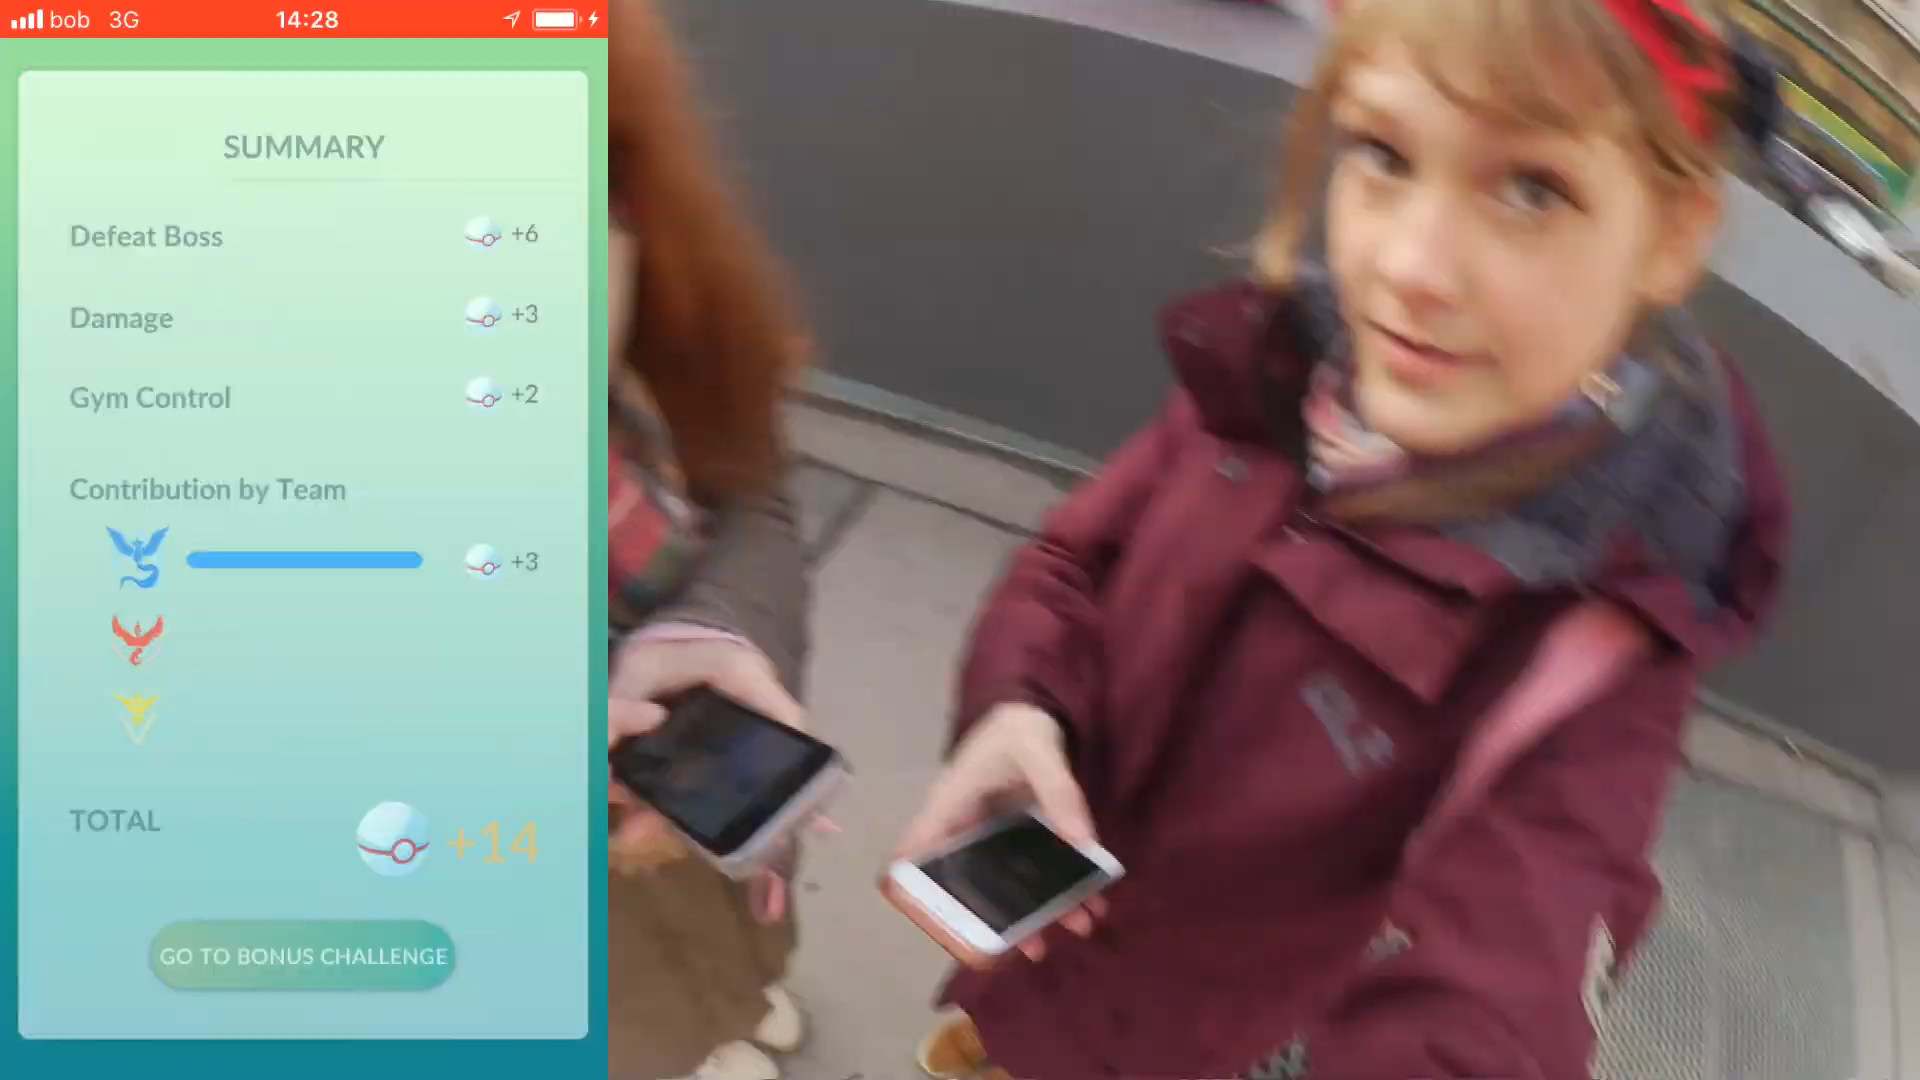 bob 3G 14:28
SUMMARY
Defeat Boss +6
Damage +3
Gym Control +2
Contribution by Team
+3
TOTAL +14
GO TO BONUS CHALLENGE